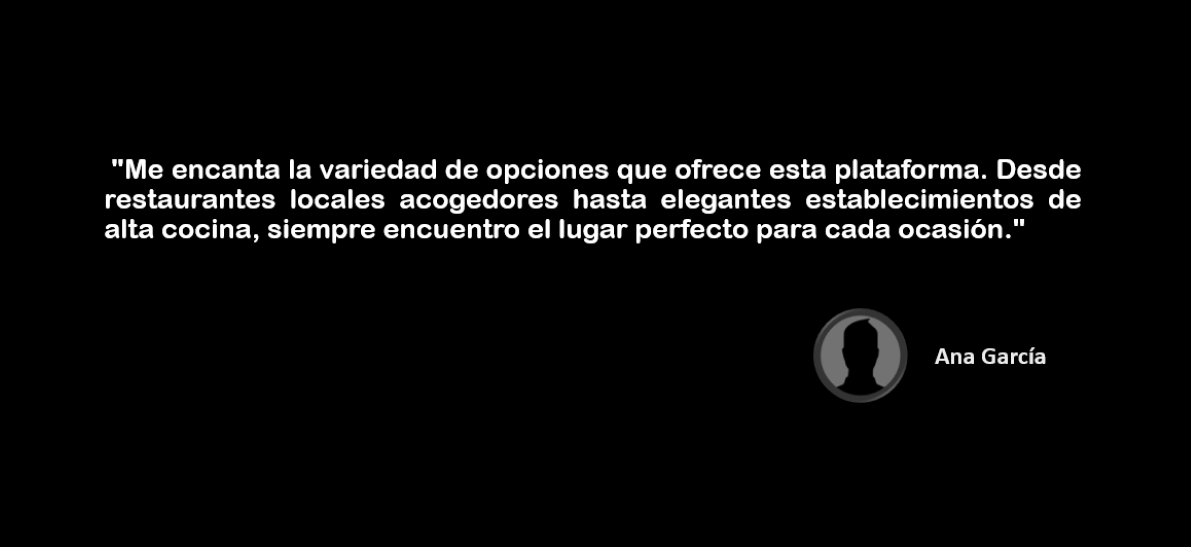 "Me encanta la variedad de opciones que ofrece esta plataforma. Desde
restaurantes locales acogedores hasta elegantes establecimientos de
alta cocina, siempre encuentro el lugar perfecto para cada ocasión."
Ana García